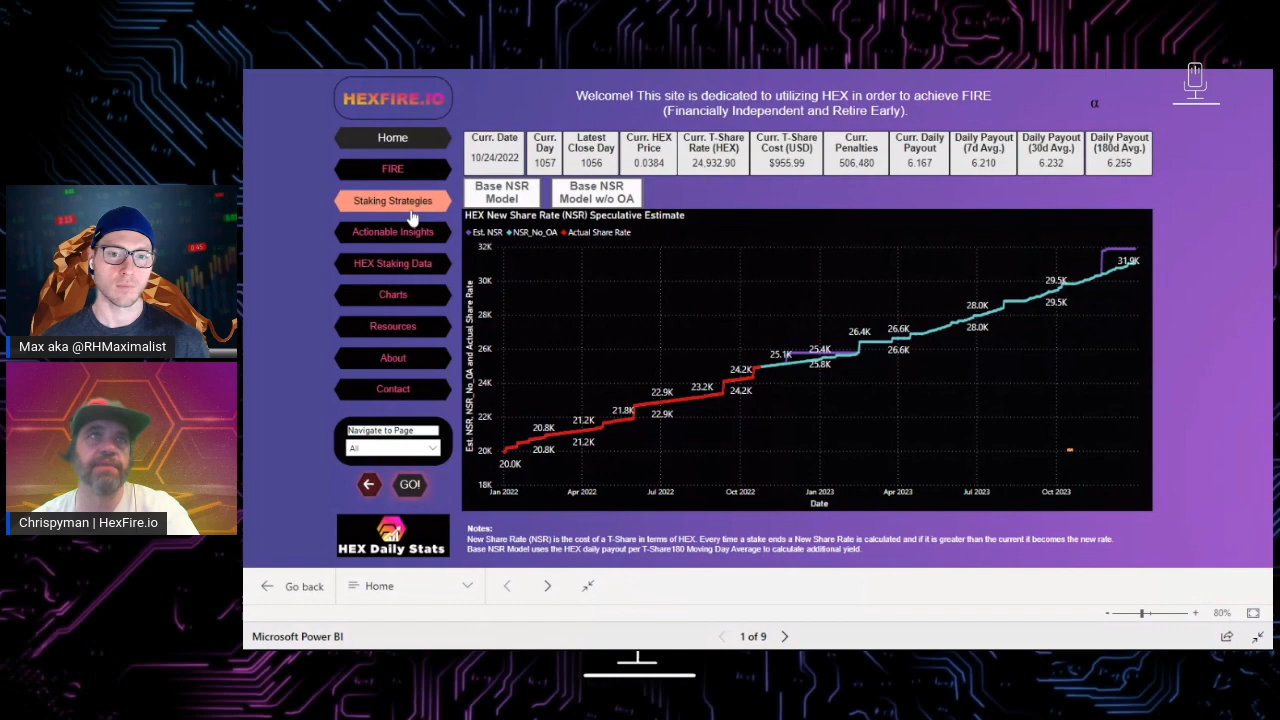 HEXFIRE.IO
Welcome! This site is dedicated to utilizing HEX in order to achieve FIRE
(Financially Independent and Retire Early).
α
Home
FIRE
Staking Strategies
Actionable Insights
HEX Staking Data
Charts
Resources
About
Contact
Navigate to Page
All
GO!
HEX Daily Stats
Curr. Date
10/24/2022
Curr. Day
1057
Latest Close Day
1056
Curr. HEX Price
0.0384
Curr. T-Share Rate (HEX)
24,932.90
Curr. T-Share Cost (USD)
$955.99
Curr. Penalties
506,480
Curr. Daily Payout
6.167
Daily Payout (7d Avg.)
6.210
Daily Payout (30d Avg.)
6.232
Daily Payout (180d Avg.)
6.255
Base NSR
Model
Base NSR
Model w/o OA
HEX New Share Rate (NSR) Speculative Estimate
Est. NSR NSR_No_OA Actual Share Rate
Est. NSR, NSR_No_OA and Actual Share Rate
32K
30K
28K
26K
24K
22K
20K
18K
20.0K
20.8K
20.8K
21.2K
21.2K
21.8K
22.9K
22.9K
23.2K
24.2K
24.2K
25.1K
25.4K
25.8K
26.4K
26.6K
26.6K
28.0K
28.0K
29.5K
29.5K
31.9K
Jan 2022 Apr 2022 Jul 2022 Oct 2022 Jan 2023 Apr 2023 Jul 2023 Oct 2023
Date
Notes:
New Share Rate (NSR) is the cost of a T-Share in terms of HEX. Every time a stake ends a New Share Rate is calculated and if it is greater than the current it becomes the new rate.
Base NSR Model uses the HEX daily payout per T-Share180 Moving Day Average to calculate additional yield.
Go back
Home
- + 80%
Microsoft Power BI
1 of 9
2.13
0.45
Max aka @RHMaximalist
Chrispyman | HexFire.io